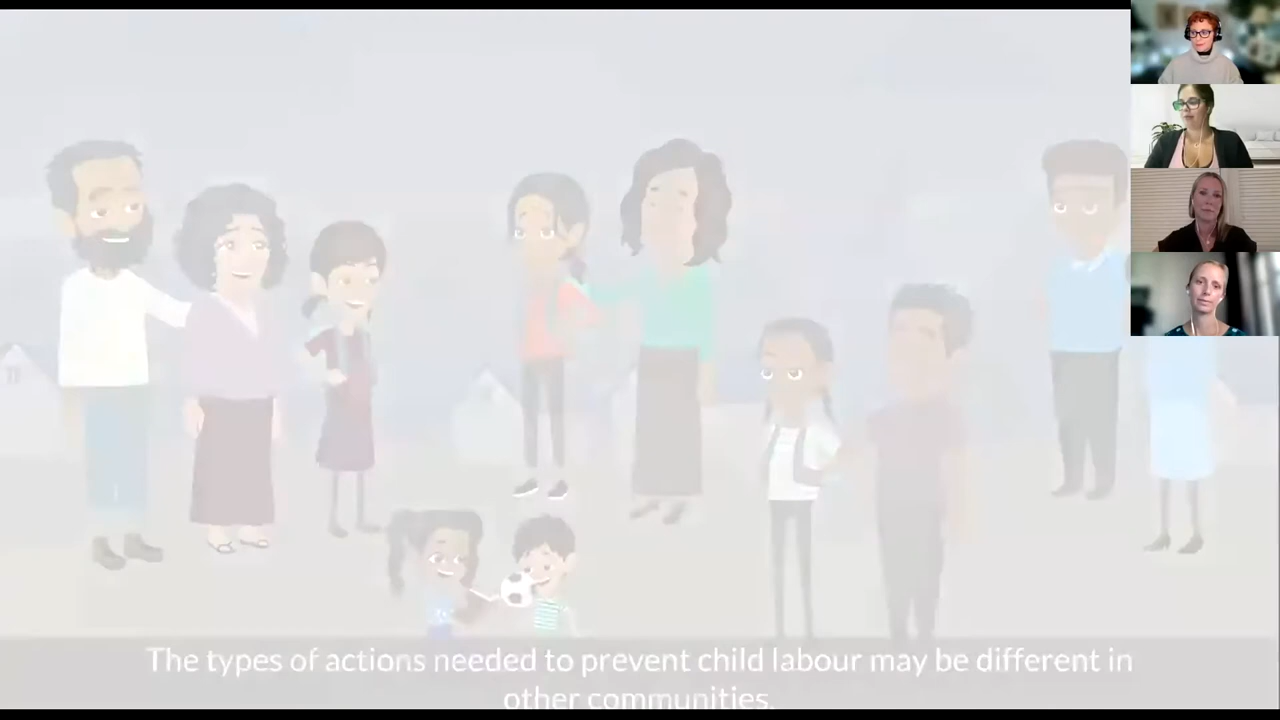 The types of actions needed to prevent child labour may be different in
other communities.